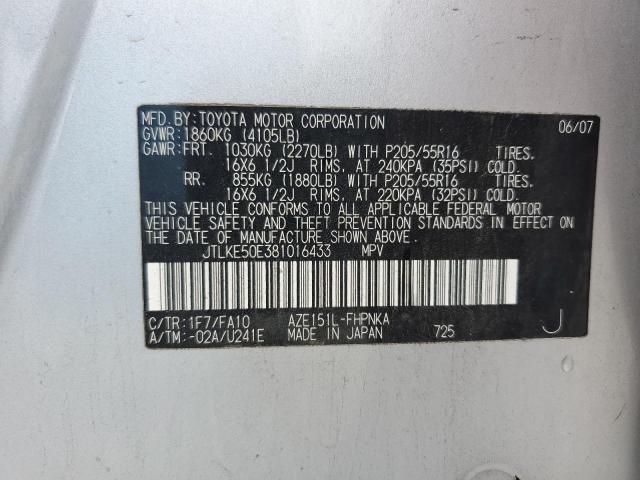 MFD.BY:TOYOTA MOTOR CORPORATION 06/07
GVWR:1860KG (4105LB)
GAWR:FRT. 1030KG (2270LB) WITH P205/55R16 TIRES.
16X6 1/2J RIMS. AT 240KPA (35PSI) COLD.
RR. 855KG (1880LB) WITH P205/55R16 TIRES.
16X6 1/2J RIMS. AT 220KPA (32PSI) COLD.
THIS VEHICLE CONFORMS TO ALL APPLICABLE FEDERAL MOTOR
VEHICLE SAFETY AND THEFT PREVENTION STANDARDS IN EFFECT ON
THE DATE OF MANUFACTURE SHOWN ABOVE.
JTLKE50E381016433 MPV
C/TR:1F7/FA10 AZE151L-FHPNKA
A/TM:-02A/U241E MADE IN JAPAN 725 J